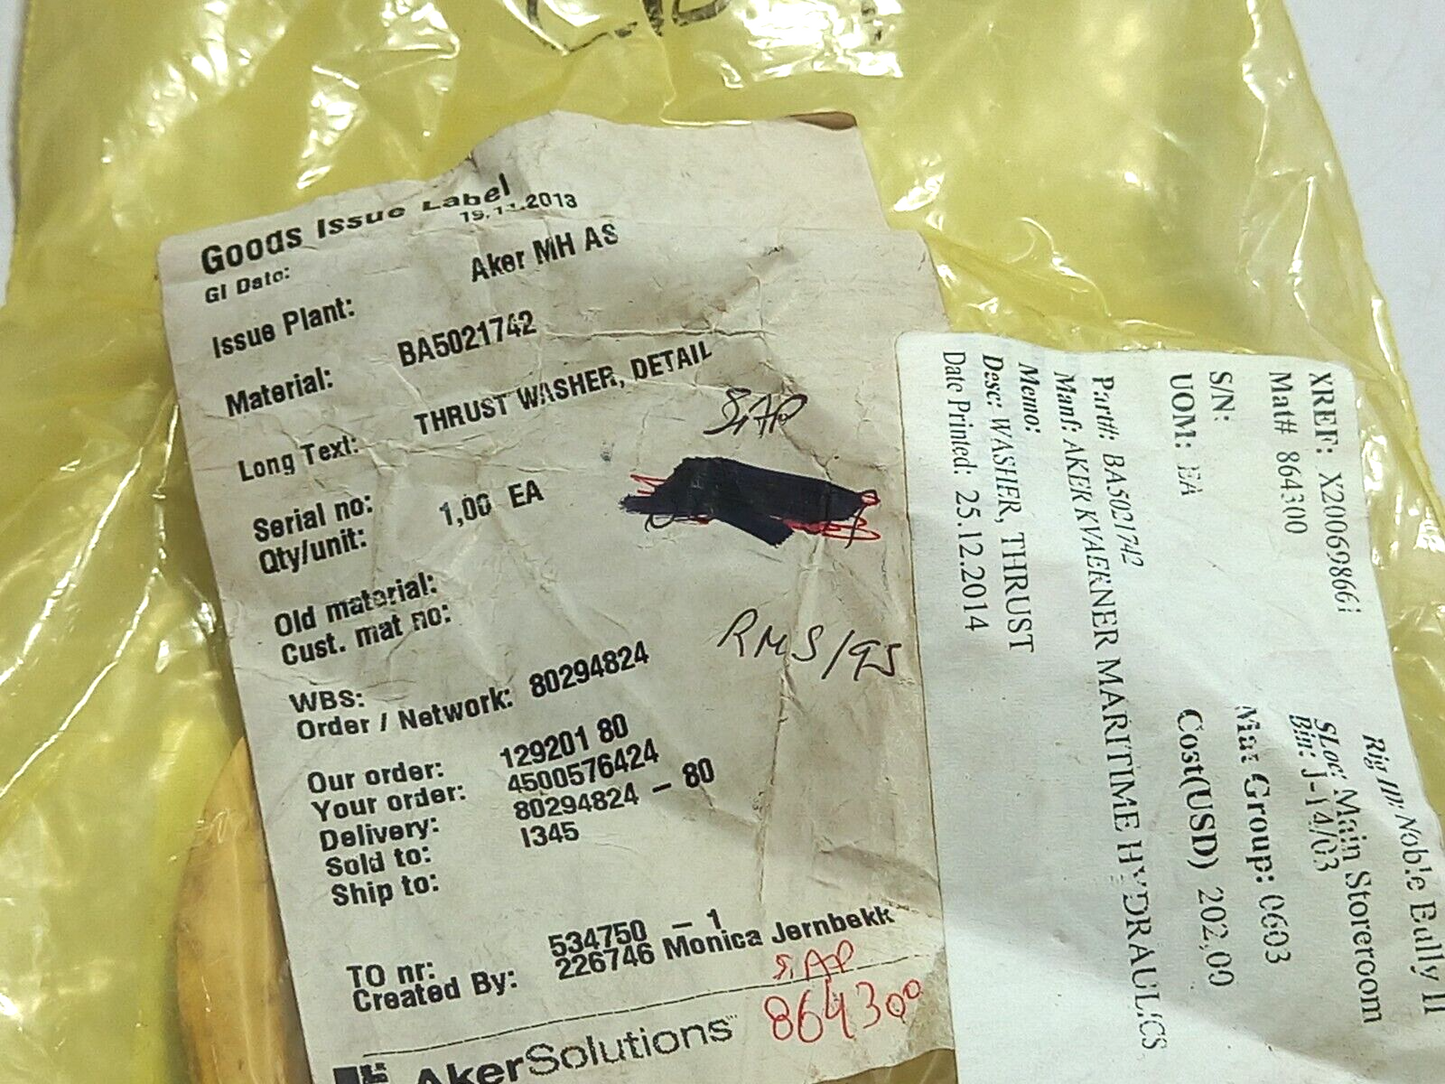 Goods Issue Label
GI Date: 19.11.2013
Issue Plant: Aker MH AS
Material: BA5021742
Long Text: THRUST WASHER, DETAIL
Serial no:
Qty/unit: 1,00 EA
Old material:
Cust. mat no:
WBS:
Order / Network: 80294824
Our order: 129201 80
Your order: 4500576424
Delivery: 80294824 - 80
Sold to: I345
Ship to:
TO nr: 534750 - 1
Created By: 226746 Monica Jernbekk
AkerSolutions
SAP
RMS/95
SAP
864300
Rig ID: Noble Bully II
SLoc: Main Storeroom
Bin: J-14/03
XREF: X20069866
Mat# 864300 Mat Group: 0603
S/N:
UOM: EA Cost(USD) 202,00
Part#: BA5021742
Manf: AKER KVAERNER MARITIME HYDRAULICS
Memo:
Desc: WASHER, THRUST
Date Printed: 25.12.2014